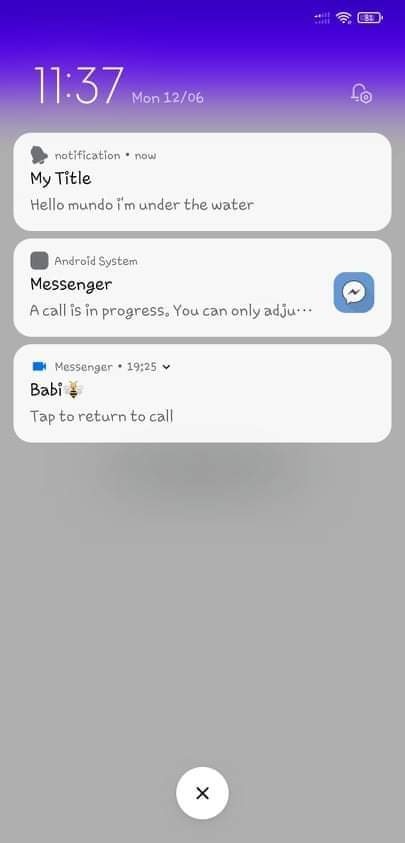 81
11:37 Mon 12/06
notification • now
My Title
Hello mundo i'm under the water
Android System
Messenger
A call is in progress. You can only adju···
Messenger • 19:25
Babi🐝
Tap to return to call